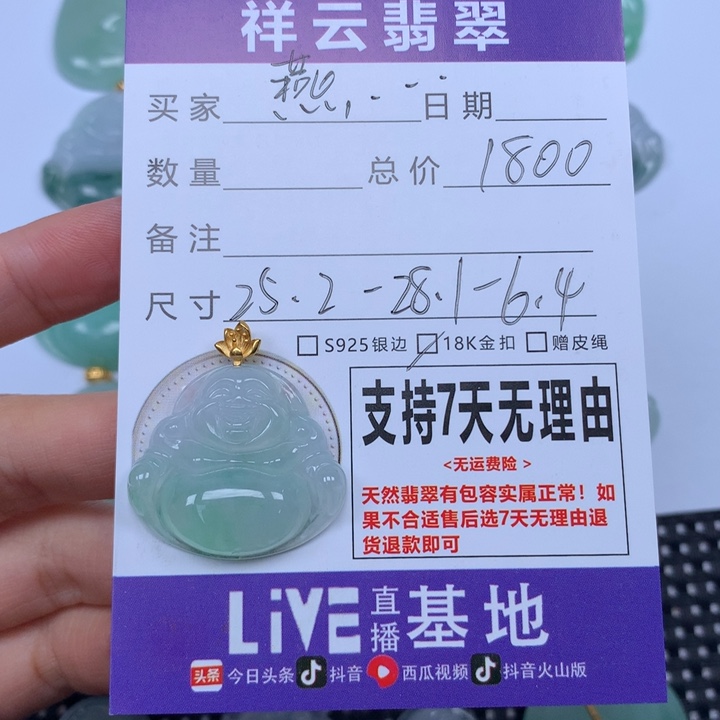 祥云翡翠
买家 燕 日期
数量 总价 1800
备注
尺寸 25.2-28.1-6.4
S925银边 18K金扣 赠皮绳
支持7天无理由
<无运费险>
天然翡翠有包容实属正常！如
果不合适售后选7天无理由退
货退款即可
LiVE直播基地
头条 今日头条 抖音 西瓜视频 抖音火山版